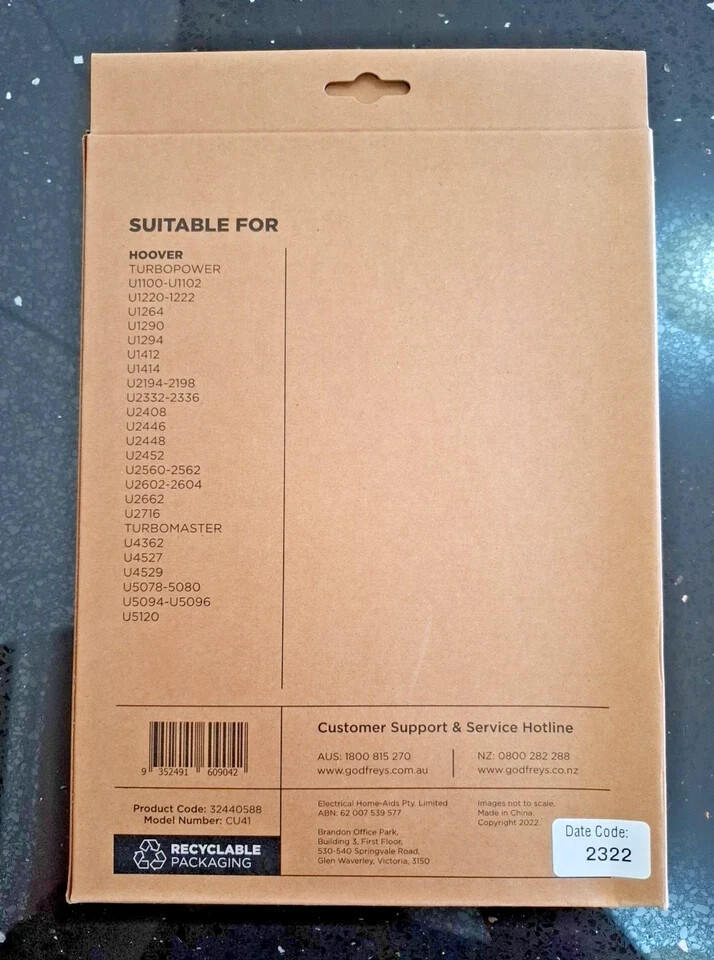 SUITABLE FOR
HOOVER
TURBOPOWER
U1100-U1102
U1220-1222
U1264
U1290
U1294
U1412
U1414
U2194-2198
U2332-2336
U2408
U2446
U2448
U2452
U2560-2562
U2602-2604
U2662
U2716
TURBOMASTER
U4362
U4527
U4529
U5078-5080
U5094-U5096
U5120
9 352491 609042
Product Code: 32440588
Model Number: CU41
RECYCLABLE
PACKAGING
Customer Support & Service Hotline
AUS: 1800 815 270
www.godfreys.com.au
NZ: 0800 282 288
www.godfreys.co.nz
Electrical Home-Aids Pty. Limited
ABN: 62 007 539 577
Brandon Office Park,
Building 3, First Floor,
530-540 Springvale Road,
Glen Waverley, Victoria, 3150
Images not to scale.
Made in China.
Copyright 2022.
Date Code:
2322